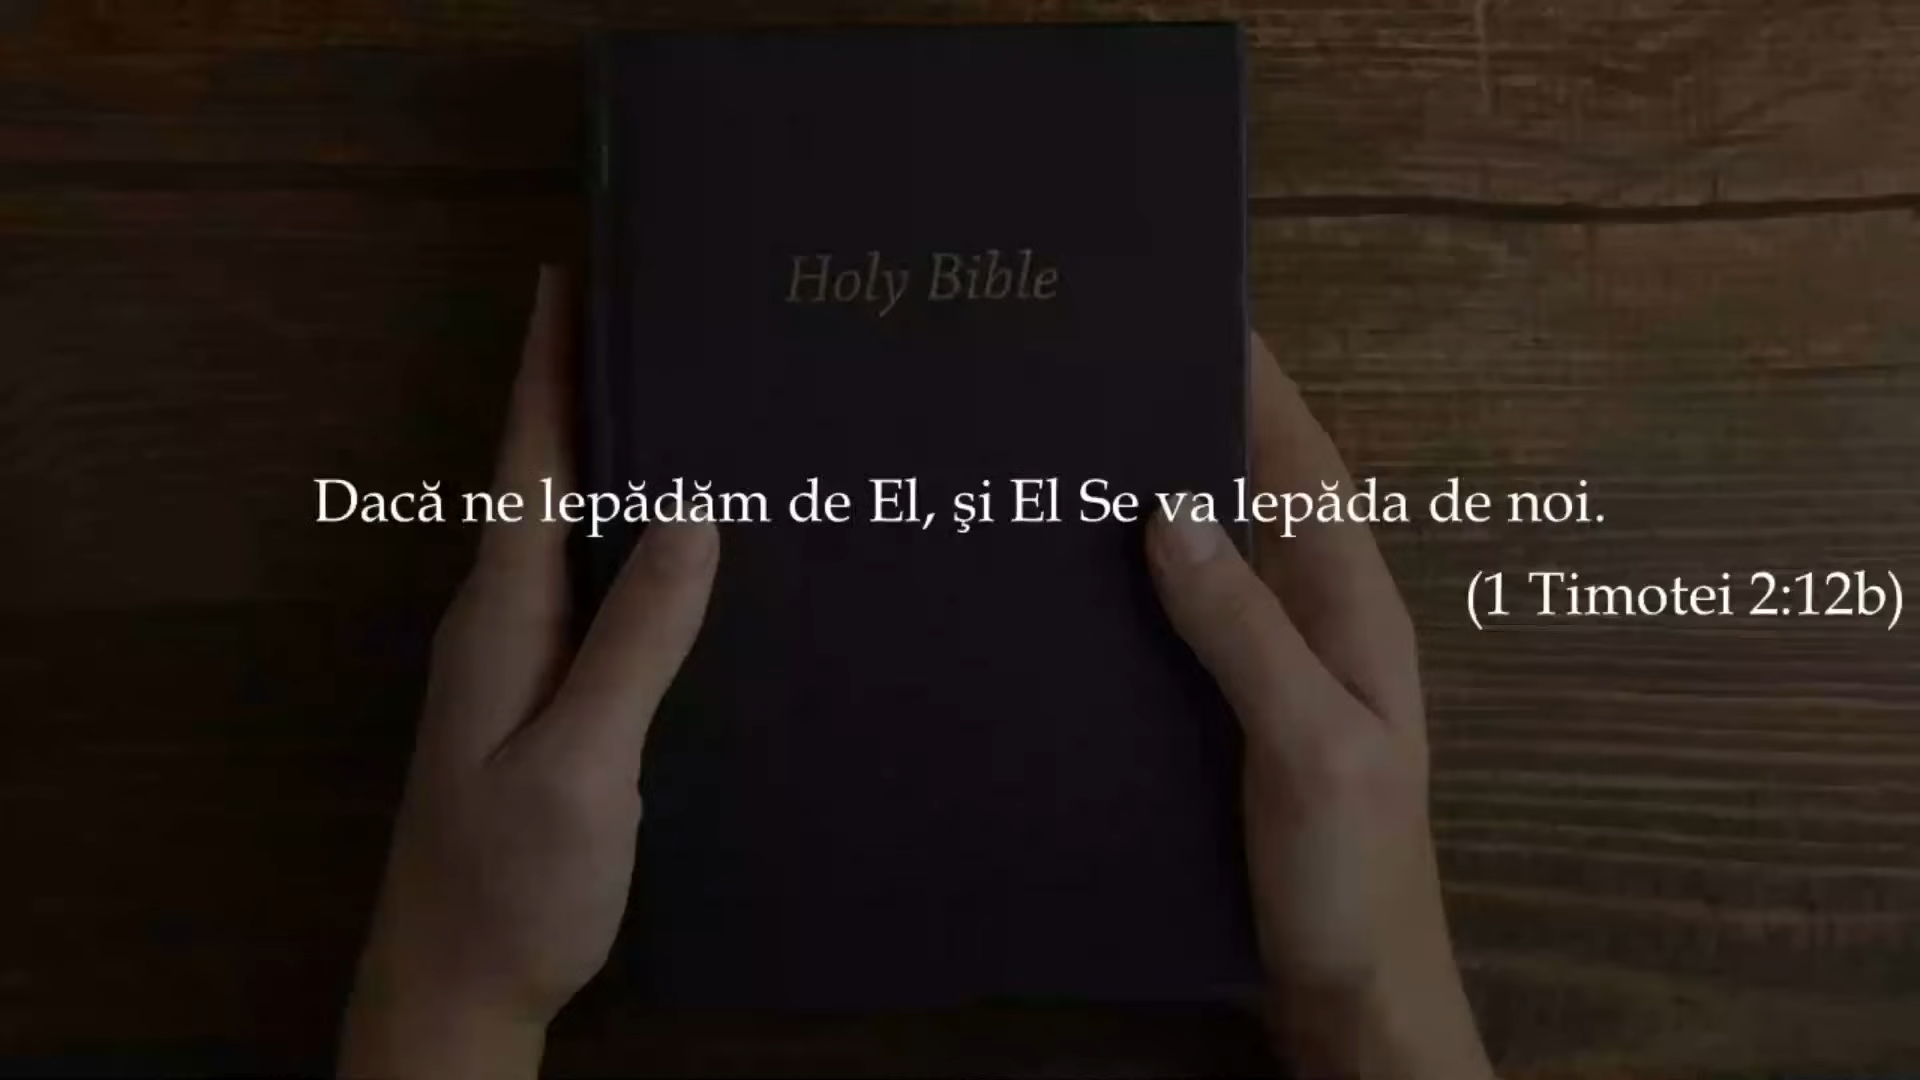 Holy Bible
Dacă ne lepădăm de El, şi El Se va lepăda de noi.
(1 Timotei 2:12b)